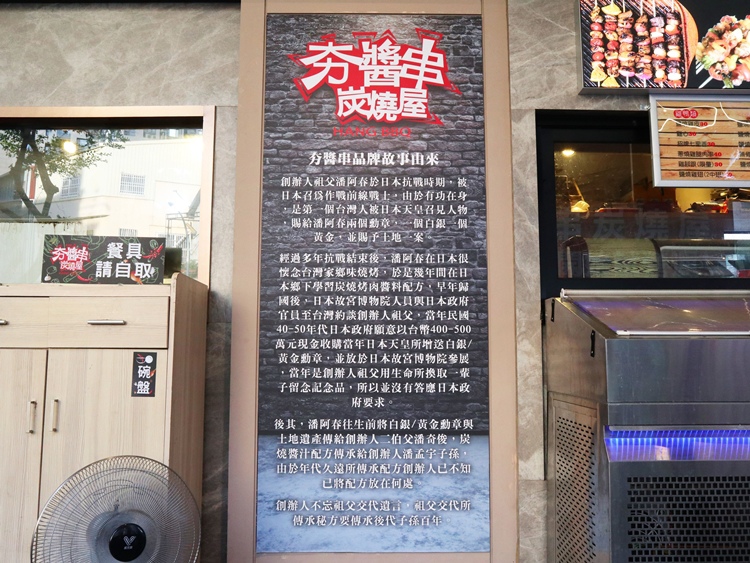 夯醬串
炭燒屋
HANG BBQ
夯醬串品牌故事由來
創辦人祖父潘阿春於日本抗戰時期，被
日本召爲作戰前線戰士，由於有功在身
，是第一個台灣人被日本天皇召見人物
，賜給潘阿春兩個勳章，一個白銀一個
黃金，並賜予土地一案。
經過多年抗戰結束後，潘阿春在日本很
懷念台灣家鄉味燒烤，於是幾年間在日
本鄉下學習炭燒烤肉醬料配方，早年歸
國後，日本故宮博物院人員與日本政府
官員至台灣約談創辦人祖父，當年民國
40-50年代日本政府願意以台幣400-500
萬元現金收購當年日本天皇所增送白銀/
黃金勳章，並放於日本故宮博物院參展
，當年是創辦人祖父用生命所換取一輩
子留念記念品，所以並沒有答應日本政
府要求。
後其，潘阿春往生前將白銀/黃金勳章與
土地遺產傳給創辦人二伯父潘奇俊，炭
燒醬汁配方傳承給創辦人潘孟宇子孫，
由於年代久遠所傳承配方創辦人已不知
已將配方放在何處
創辦人不忘祖父交代遺言，祖父交代所
傳承秘方要傳承後代子孫百年
夯醬串
炭燒屋
餐具
請自取
碗
盤